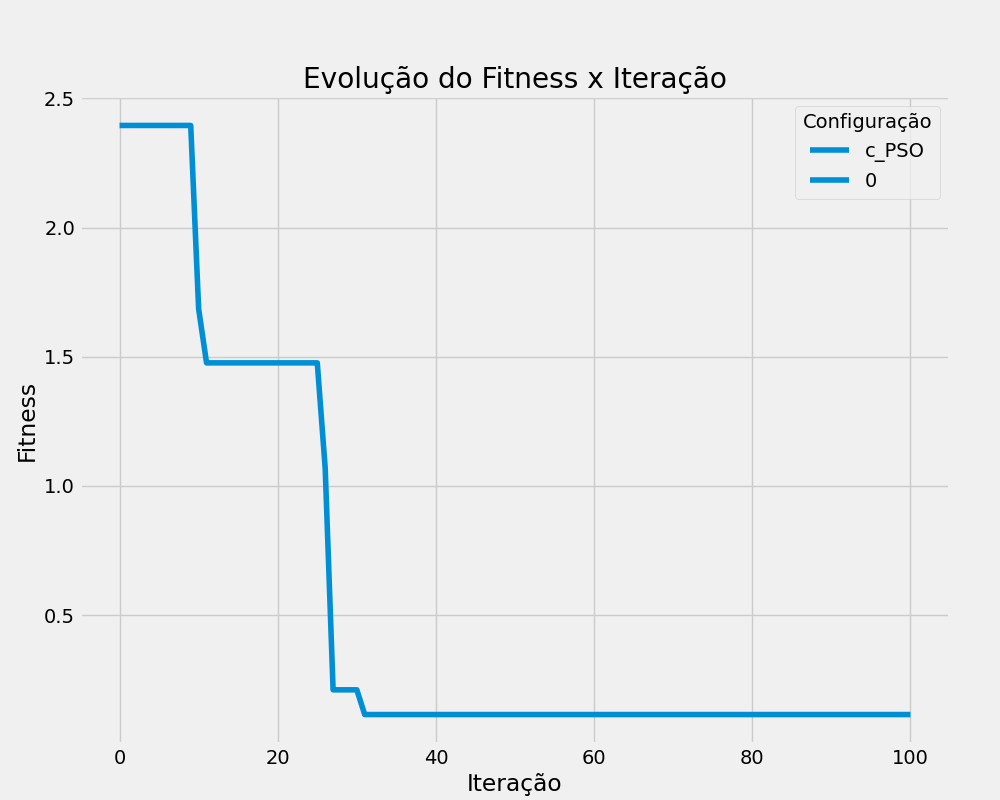 Evolução do Fitness x Iteração
2.5
2.0
1.5
1.0
0.5
Fitness
Configuração
c_PSO
0
0 20 40 60 80 100
Iteração